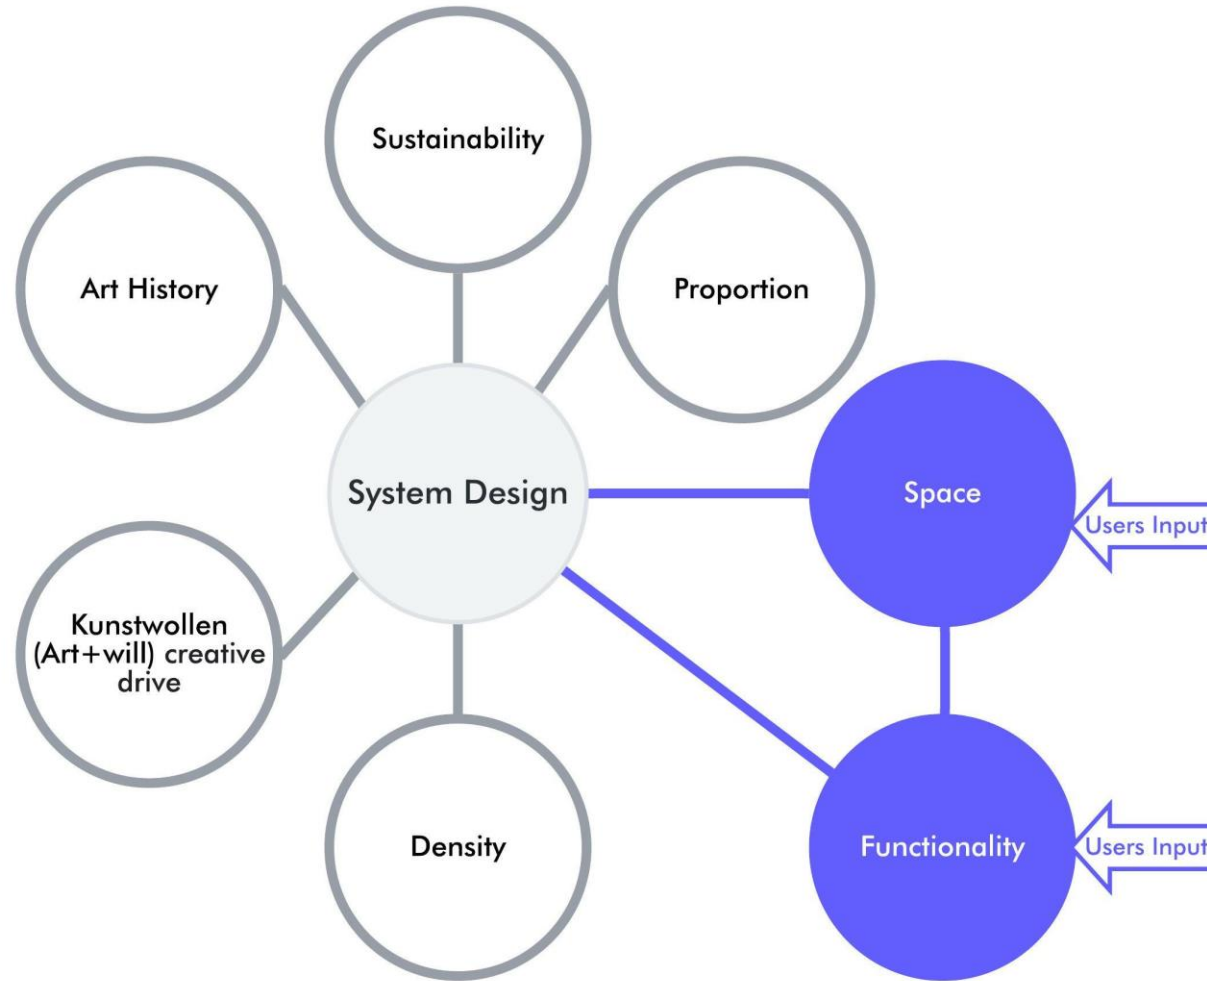 Sustainability
Art History
Proportion
System Design
Space
Users Input
Kunstwollen
(Art+will) creative
drive
Density
Functionality
Users Input